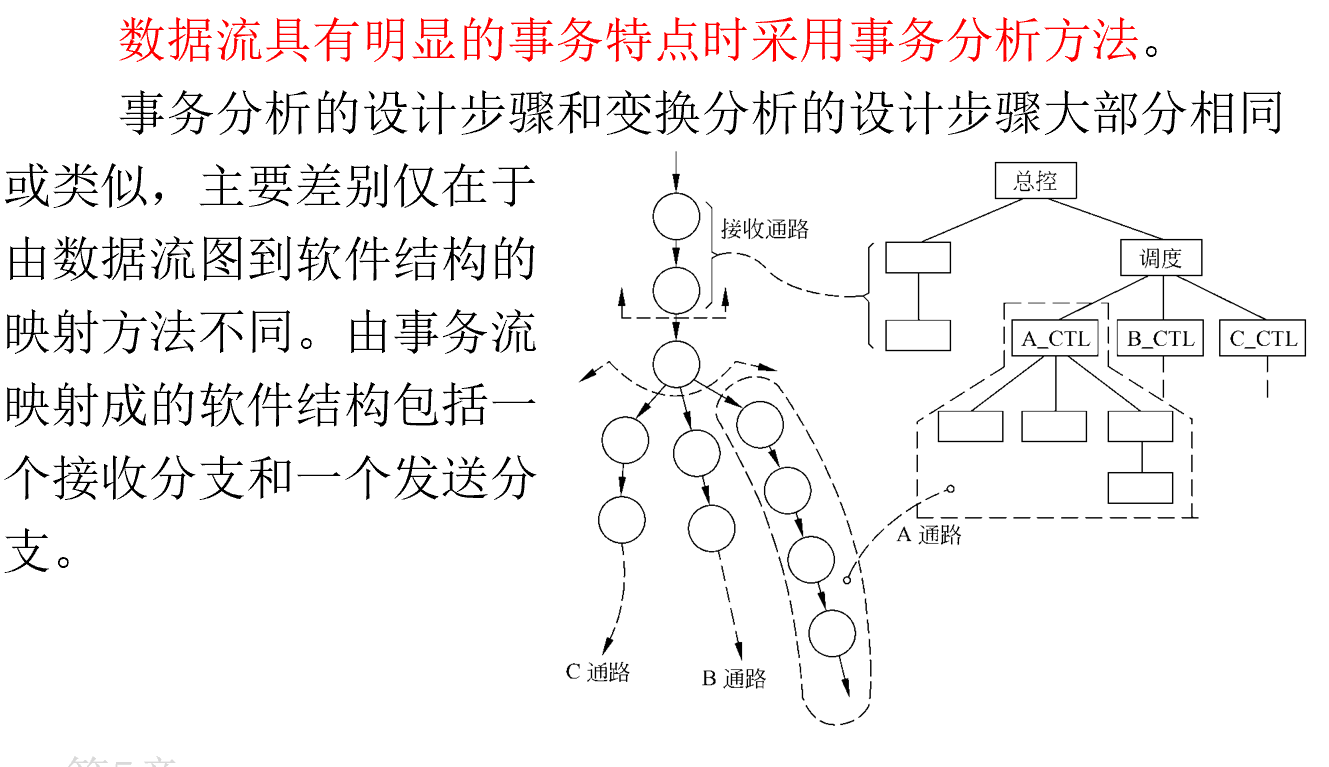 数据流具有明显的事务特点时采用事务分析方法。
事务分析的设计步骤和变换分析的设计步骤大部分相同
或类似，主要差别仅在于
由数据流图到软件结构的
映射方法不同。由事务流
映射成的软件结构包括一
个接收分支和一个发送分
支。
接收通路
总控
调度
A_CTL
B_CTL
C_CTL
A 通路
C 通路
B 通路